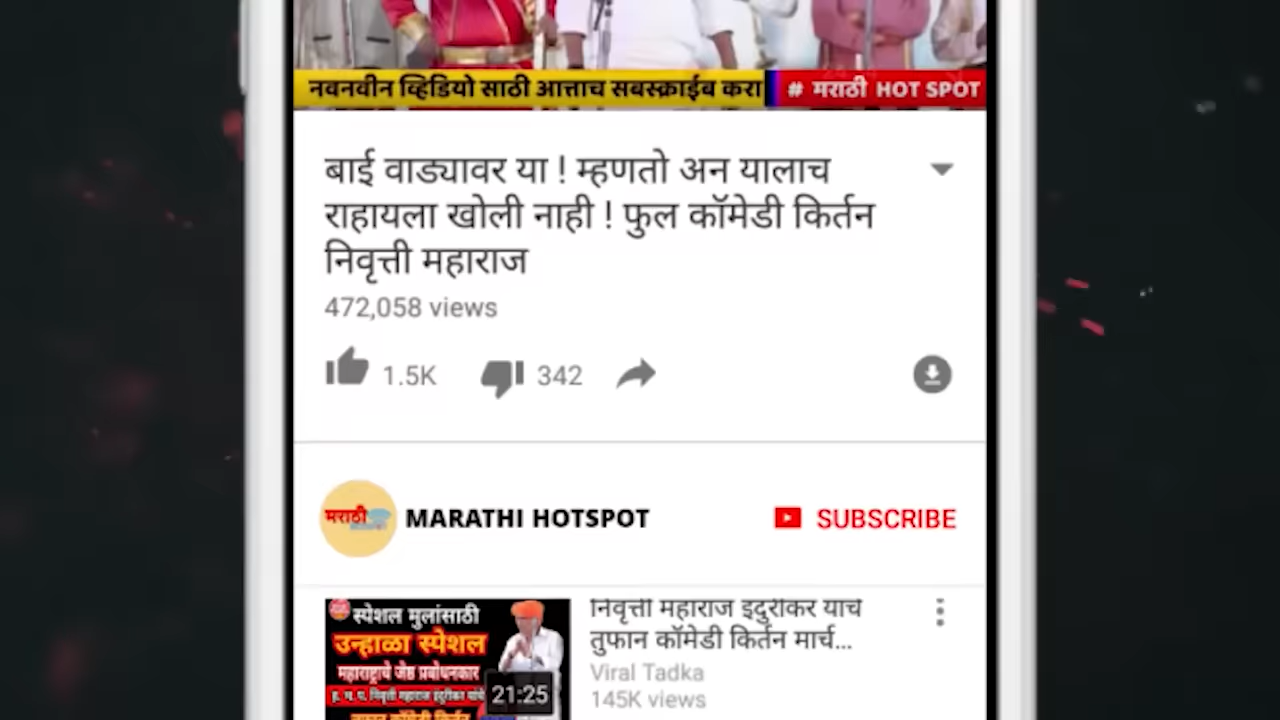 नवनवीन व्हिडियो साठी आत्ताच सबस्क्राईब करा # मराठी HOT SPOT
बाई वाड्यावर या ! म्हणतो अन यालाच
राहायला खोली नाही ! फुल कॉमेडी किर्तन
निवृत्ती महाराज
472,058 views
1.5K 342
मराठी MARATHI HOTSPOT SUBSCRIBE
स्पेशल मुलांसाठी
उन्हाळा स्पेशल
महाराष्ट्राचे जेष्ठ प्रबोधनकार
ह. भ. प. निवृत्ती महाराज इंदुरीकर यांचे
21:25
निवृत्ती महाराज इंदुरीकर यांचे
तुफान कॉमेडी किर्तन मार्च...
Viral Tadka
145K views